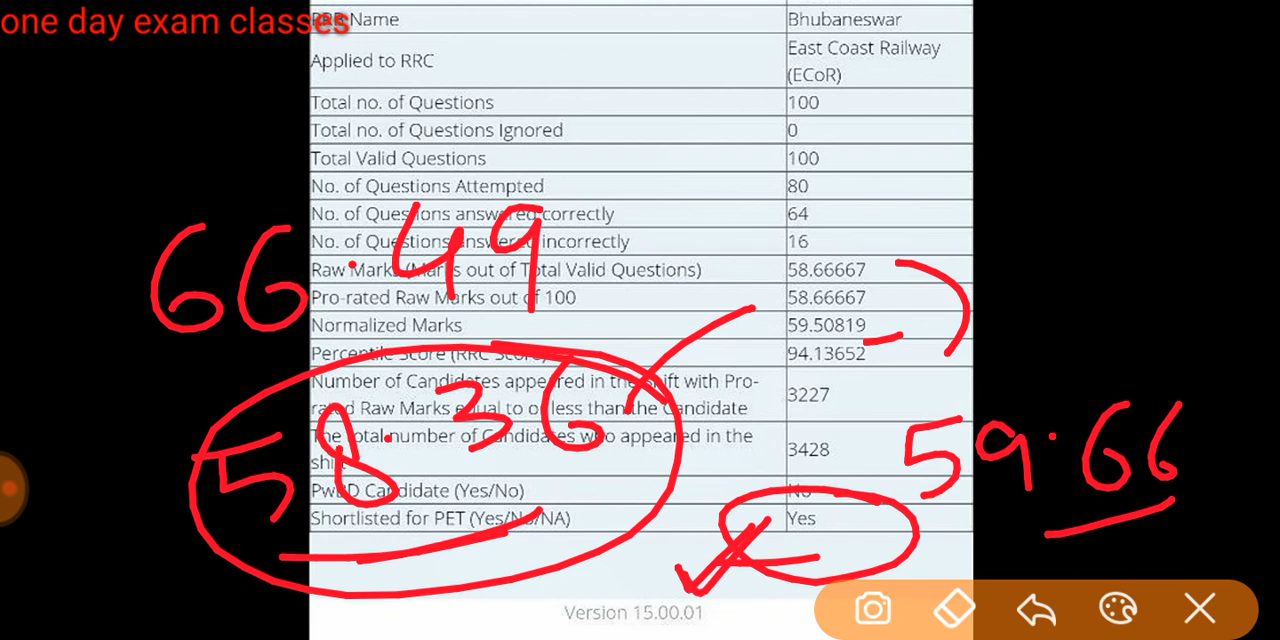 one day exam classes
Name Bhubaneswar
Applied to RRC East Coast Railway
(ECoR)
Total no. of Questions 100
Total no. of Questions Ignored 0
Total Valid Questions 100
No. of Questions Attempted 80
No. of Questions answered correctly 64
No. of Questions answered incorrectly 16
66.49
Raw Marks (Marks out of Total Valid Questions) 58.66667
Pro-rated Raw Marks out of 100 58.66667
Normalized Marks 59.50819
Percentile Score (RRC Score) 94.13652
Number of Candidates appeared in the shift with Pro-
rated Raw Marks equal to or less than the Candidate 3227
58.36
The total number of Candidates who appeared in the
shift 3428
59.66
PwBD Candidate (Yes/No) No
Shortlisted for PET (Yes/No/NA) Yes
Version 15.00.01